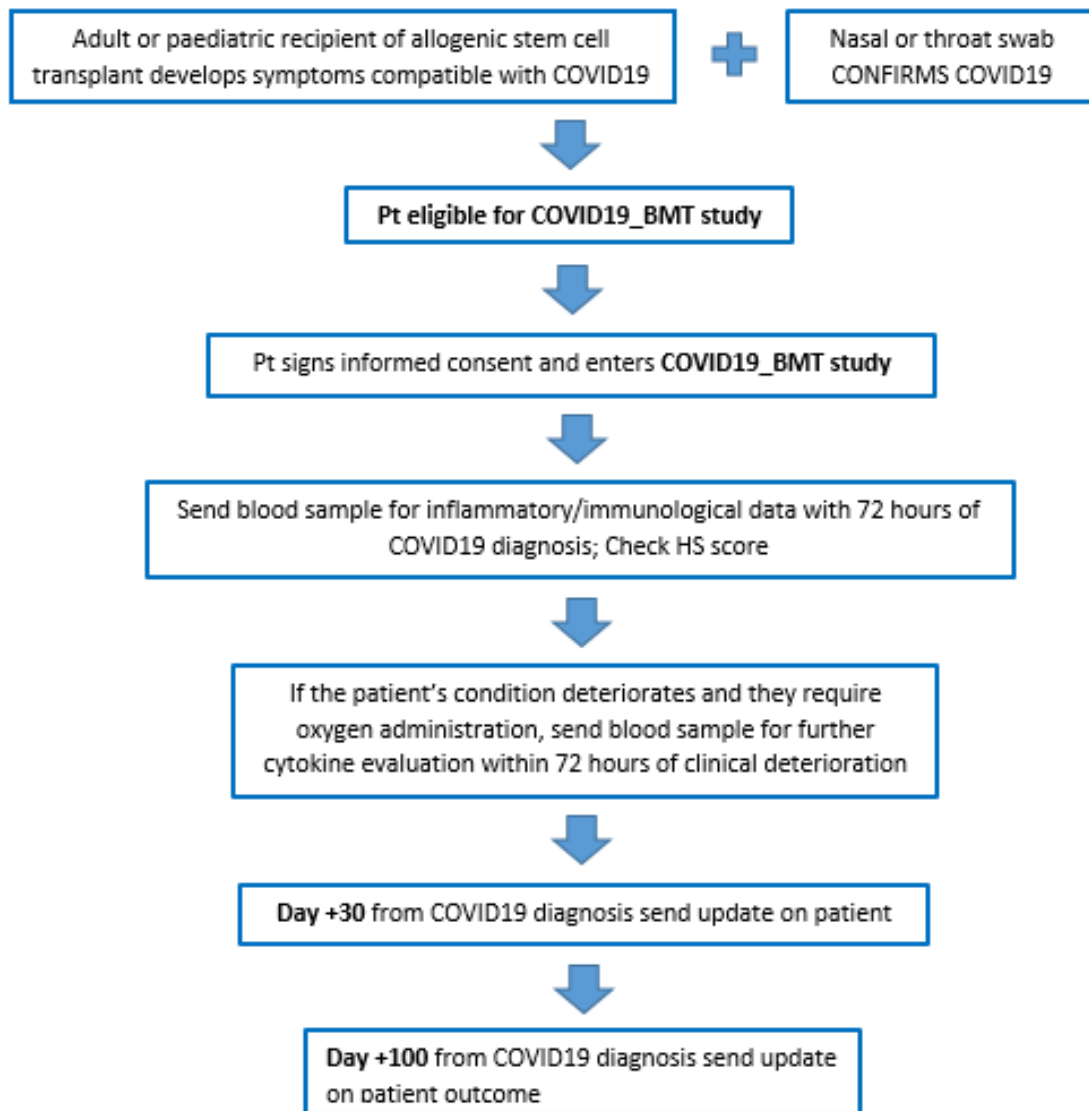 Adult or paediatric recipient of allogenic stem cell
transplant develops symptoms compatible with COVID19
Nasal or throat swab
CONFIRMS COVID19
Pt eligible for COVID19_BMT study
Pt signs informed consent and enters COVID19_BMT study
Send blood sample for inflammatory/immunological data with 72 hours of
COVID19 diagnosis; Check HS score
If the patient's condition deteriorates and they require
oxygen administration, send blood sample for further
cytokine evaluation within 72 hours of clinical deterioration
Day +30 from COVID19 diagnosis send update on patient
Day +100 from COVID19 diagnosis send update
on patient outcome